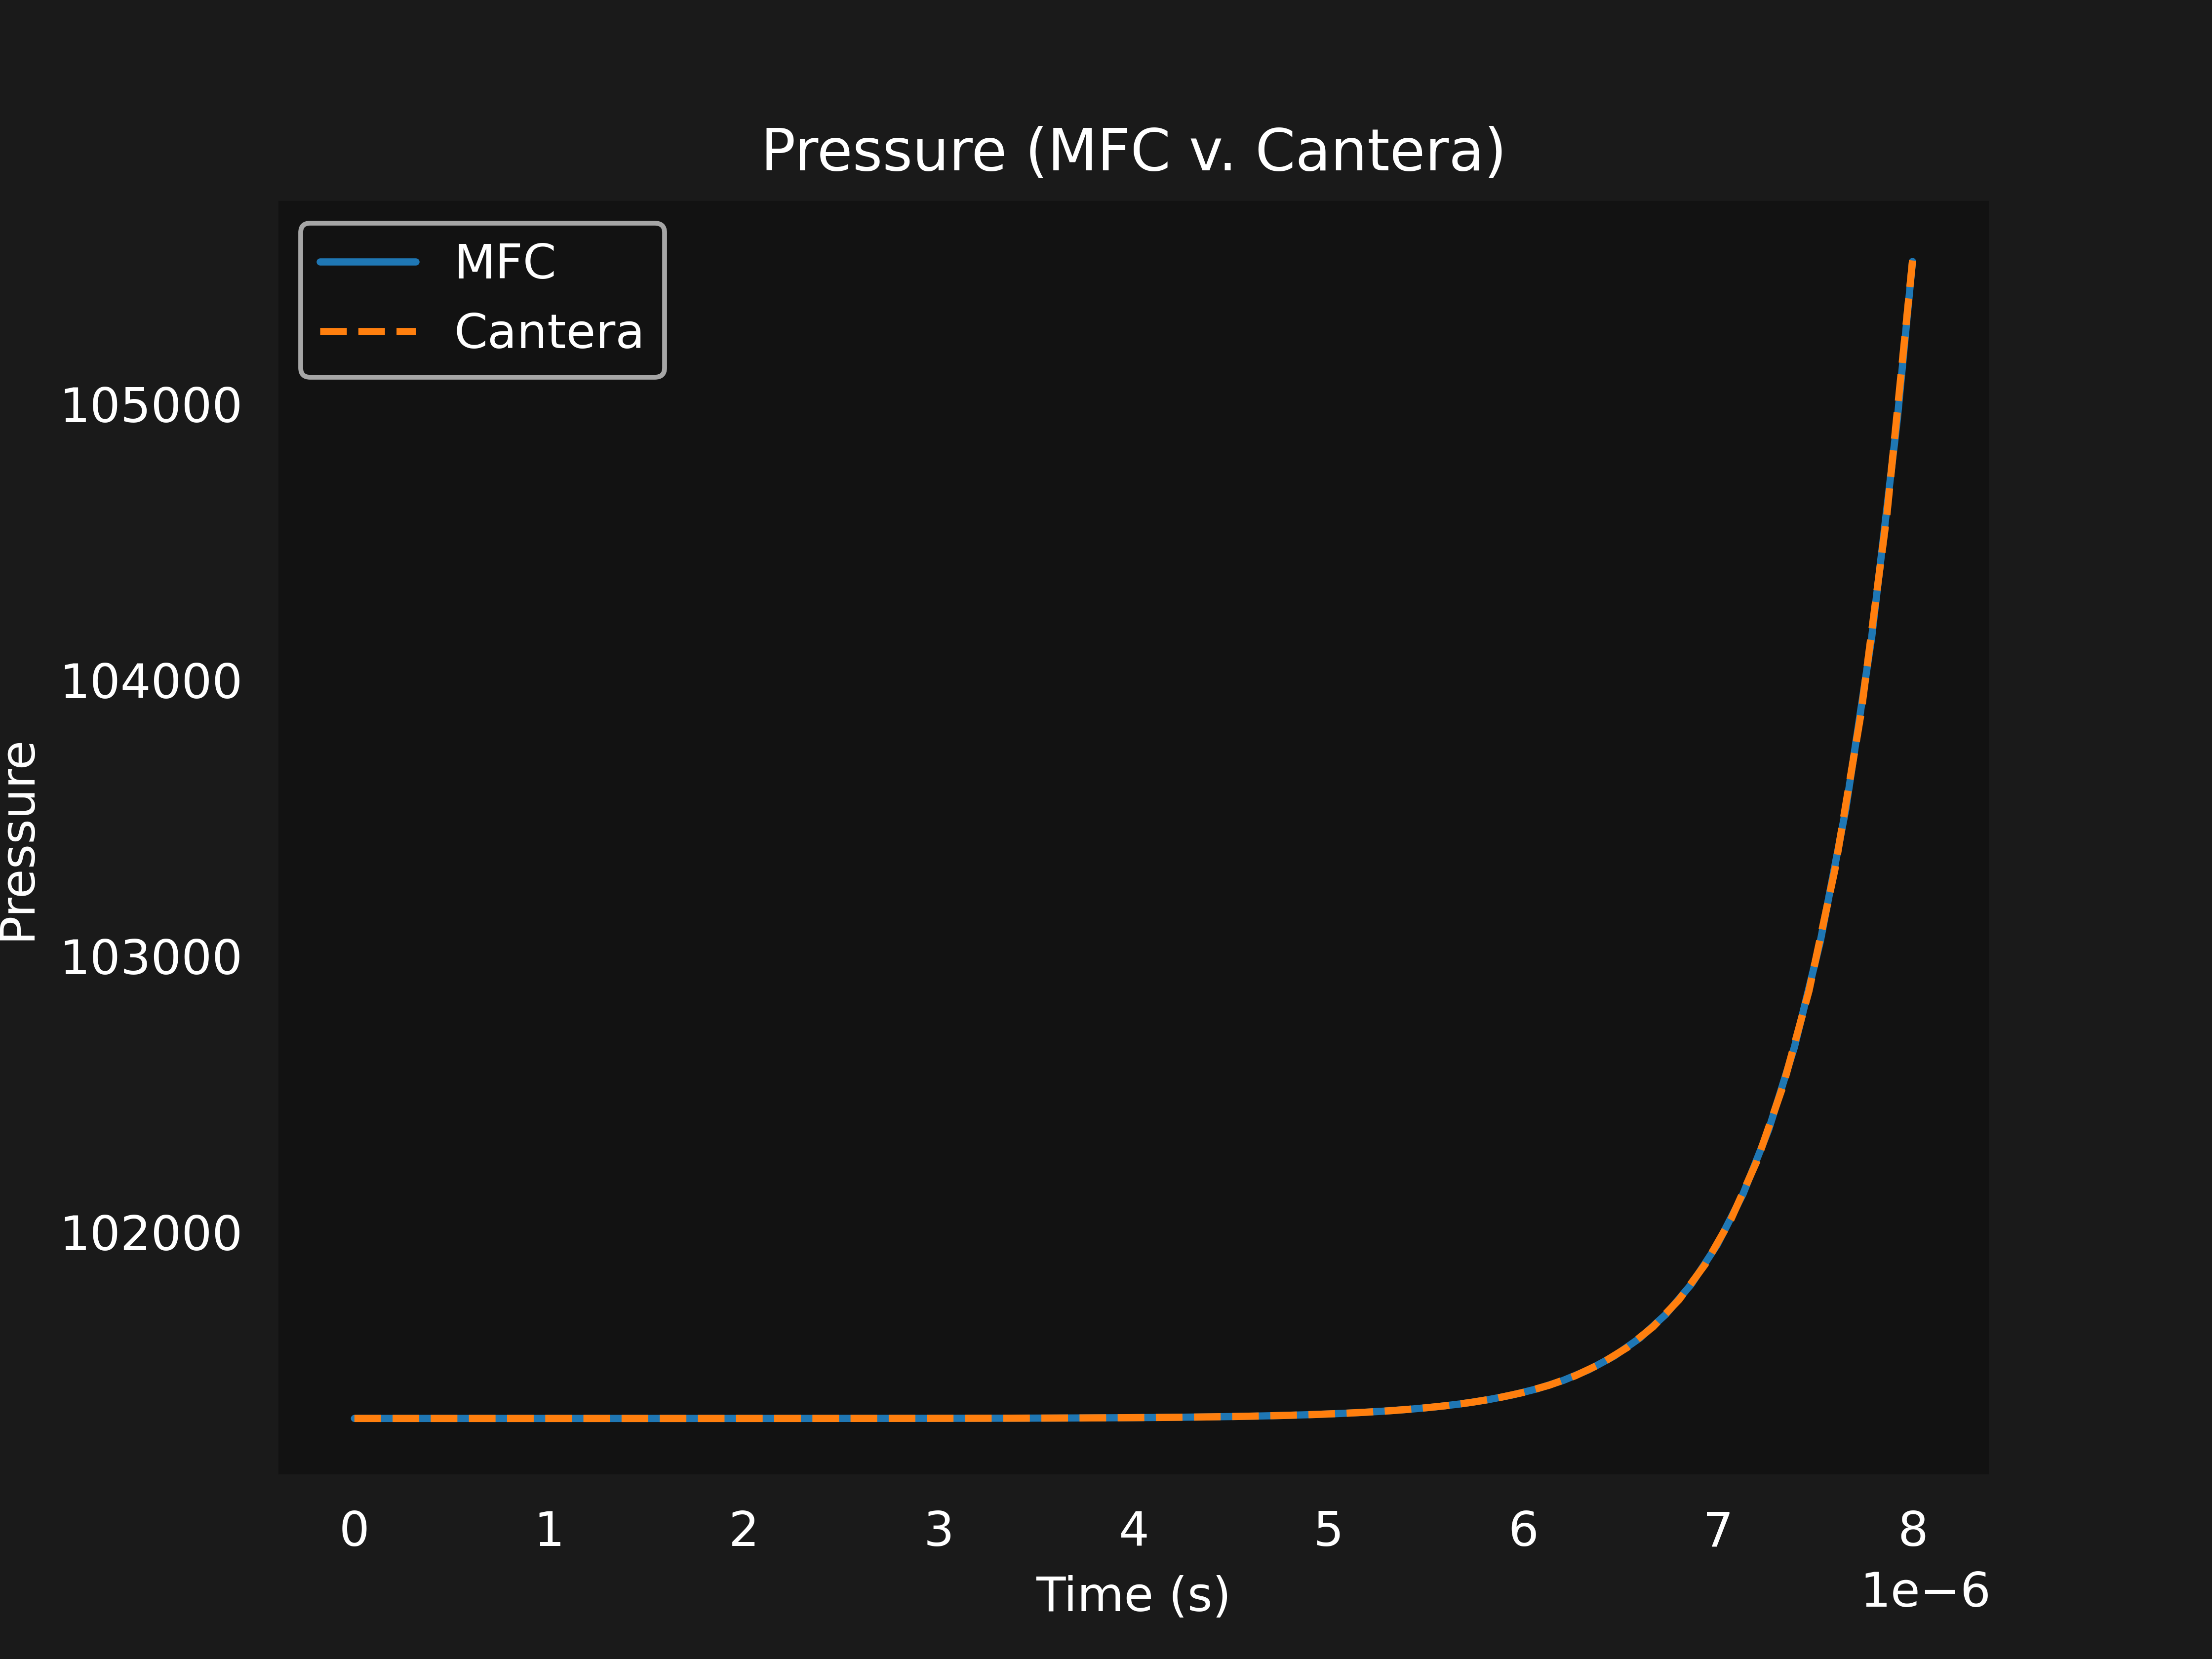 Pressure (MFC v. Cantera)
MFC
Cantera
105000
104000
103000
102000
Pressure
0 1 2 3 4 5 6 7 8
1e−6
Time (s)